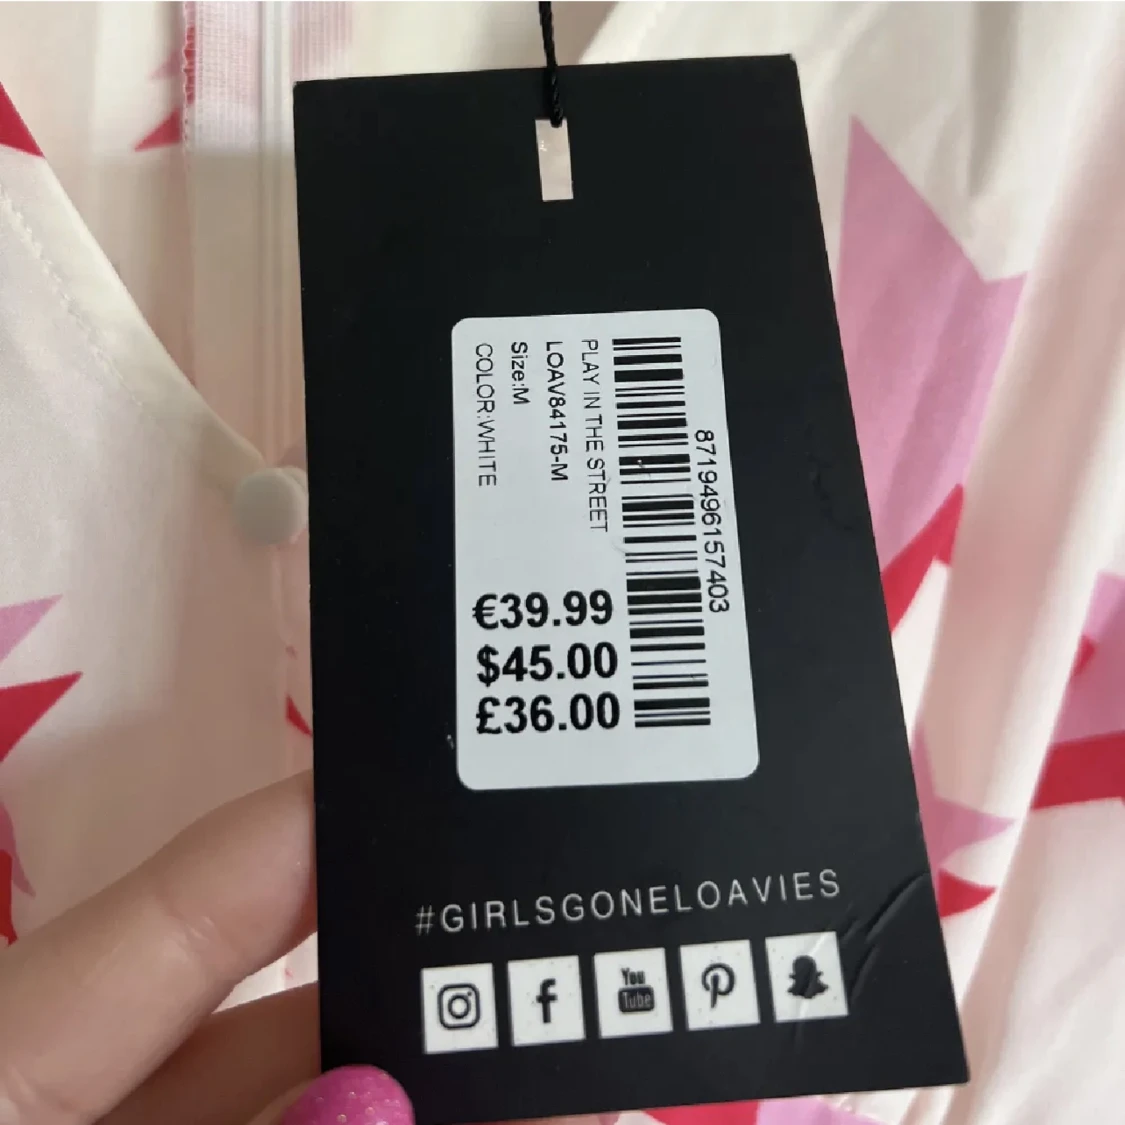 8719496157403
PLAY IN THE STREET
LOAV84175-M
Size:M
COLOR:WHITE
€39.99
$45.00
£36.00
#GIRLSGONELOAVIES
You
Tube